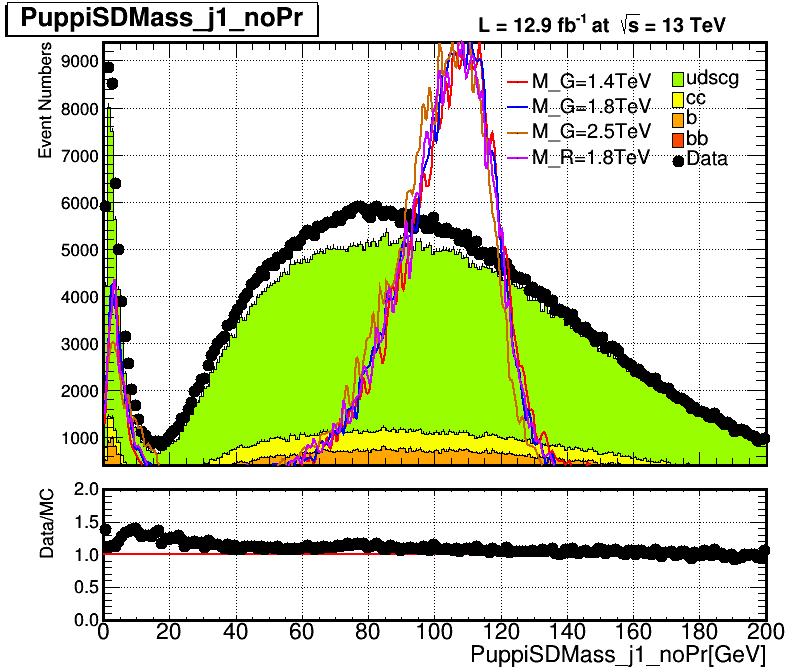 PuppiSDMass_j1_noPr
L = 12.9 fb-1 at √s = 13 TeV
Event Numbers
9000
8000
7000
6000
5000
4000
3000
2000
1000
M_G=1.4TeV
M_G=1.8TeV
M_G=2.5TeV
M_R=1.8TeV
udscg
cc
b
bb
Data
Data/MC
2.0
1.5
1.0
0.5
0.0
0 20 40 60 80 100 120 140 160 180 200
PuppiSDMass_j1_noPr[GeV]